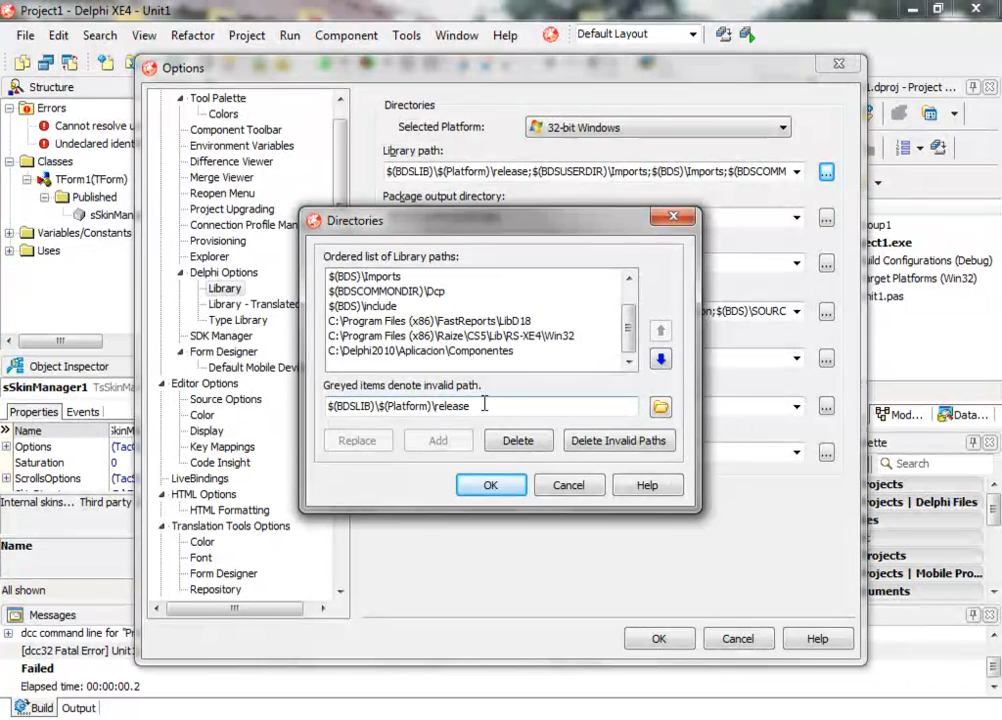 Project1 - Delphi XE4 - Unit1
File Edit Search View Refactor Project Run Component Tools Window Help
Default Layout
Structure
Errors
Cannot resolve u
Undeclared ident
Classes
TForm1(TForm)
Published
sSkinMan
Variables/Constants
Uses
Object Inspector
sSkinManager1 TsSkinMan
Properties Events
Name
Options (Tac
Saturation 0
ScrollsOptions (Tac
Internal skins... Third party
Name
All shown
Messages
dcc command line for "Pr
[dcc32 Fatal Error] Unit1
Failed
Elapsed time: 00:00:00.2
Build Output
Options
Tool Palette
Colors
Component Toolbar
Environment Variables
Difference Viewer
Merge Viewer
Reopen Menu
Project Upgrading
Connection Profile Man
Provisioning
Explorer
Delphi Options
Library
Library - Translated
Type Library
SDK Manager
Form Designer
Default Mobile Devi
Editor Options
Source Options
Color
Display
Key Mappings
Code Insight
LiveBindings
HTML Options
HTML Formatting
Translation Tools Options
Color
Font
Form Designer
Repository
Directories
Selected Platform: 32-bit Windows
Library path:
$(BDSLIB)\$(Platform)\release;$(BDSUSERDIR)\Imports;$(BDS)\Imports;$(BDSCOMM
...
Package output directory:
on;$(BDS)\SOURC
OK Cancel Help
Directories
Ordered list of Library paths:
$(BDS)\Imports
$(BDSCOMMONDIR)\Dcp
$(BDS)\include
C:\Program Files (x86)\FastReports\LibD18
C:\Program Files (x86)\Raize\CS5\Lib\RS-XE4\Win32
C:\Delphi2010\Aplicacion\Componentes
Greyed items denote invalid path.
$(BDSLIB)\$(Platform)\release
Replace Add Delete Delete Invalid Paths
OK Cancel Help
1.dproj - Project ...
roup1
ect1.exe
uild Configurations (Debug)
arget Platforms (Win32)
nit1.pas
Mod... Data...
ette
Search
rojects
rojects | Delphi Files
es
rojects
rojects | Mobile Pro...
uments